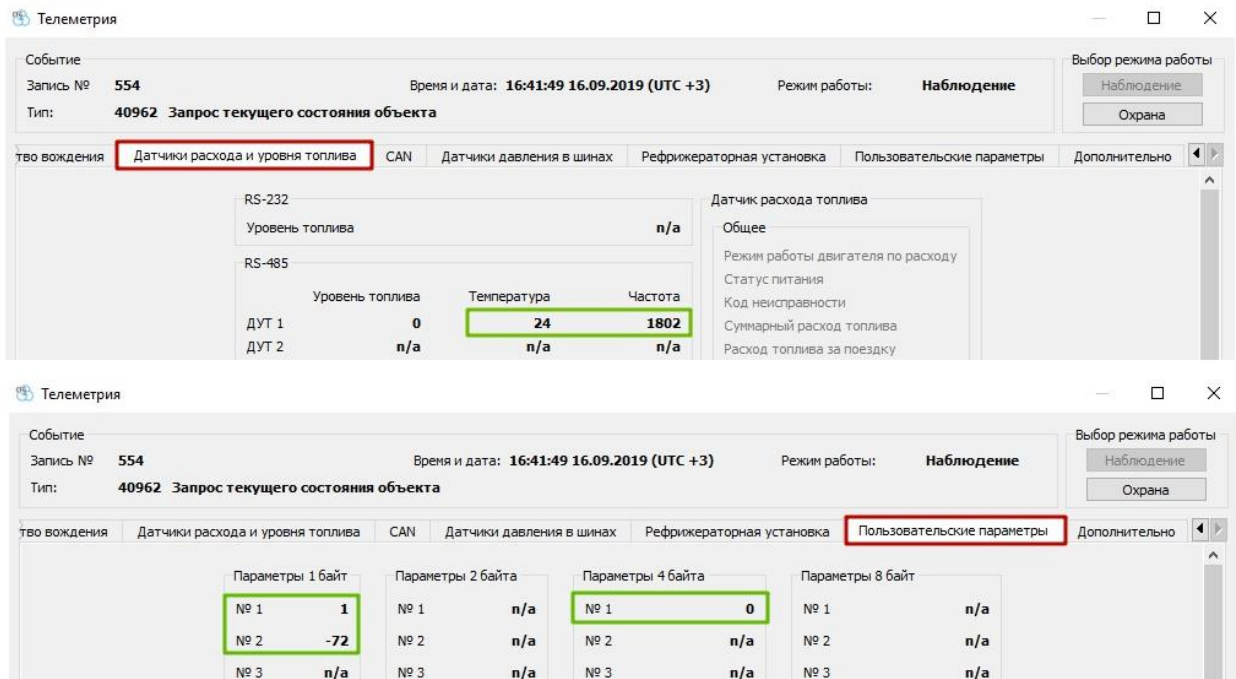 Телеметрия
Событие
Выбор режима работы
Запись № 554 Время и дата: 16:41:49 16.09.2019 (UTC +3) Режим работы: Наблюдение
Наблюдение
Тип: 40962 Запрос текущего состояния объекта
Охрана
тво вождения Датчики расхода и уровня топлива CAN Датчики давления в шинах Рефрижераторная установка Пользовательские параметры Дополнительно
RS-232
Уровень топлива n/a
RS-485
Уровень топлива Температура Частота
ДУТ 1 0 24 1802
ДУТ 2 n/a n/a n/a
Датчик расхода топлива
Общее
Режим работы двигателя по расходу
Статус питания
Код неисправности
Суммарный расход топлива
Расход топлива за поездку
Телеметрия
Событие
Выбор режима работы
Запись № 554 Время и дата: 16:41:49 16.09.2019 (UTC +3) Режим работы: Наблюдение
Наблюдение
Тип: 40962 Запрос текущего состояния объекта
Охрана
тво вождения Датчики расхода и уровня топлива CAN Датчики давления в шинах Рефрижераторная установка Пользовательские параметры Дополнительно
Параметры 1 байт Параметры 2 байта Параметры 4 байта Параметры 8 байт
№ 1 1 № 1 n/a № 1 0 № 1 n/a
№ 2 -72 № 2 n/a № 2 n/a № 2 n/a
№ 3 n/a № 3 n/a № 3 n/a № 3 n/a